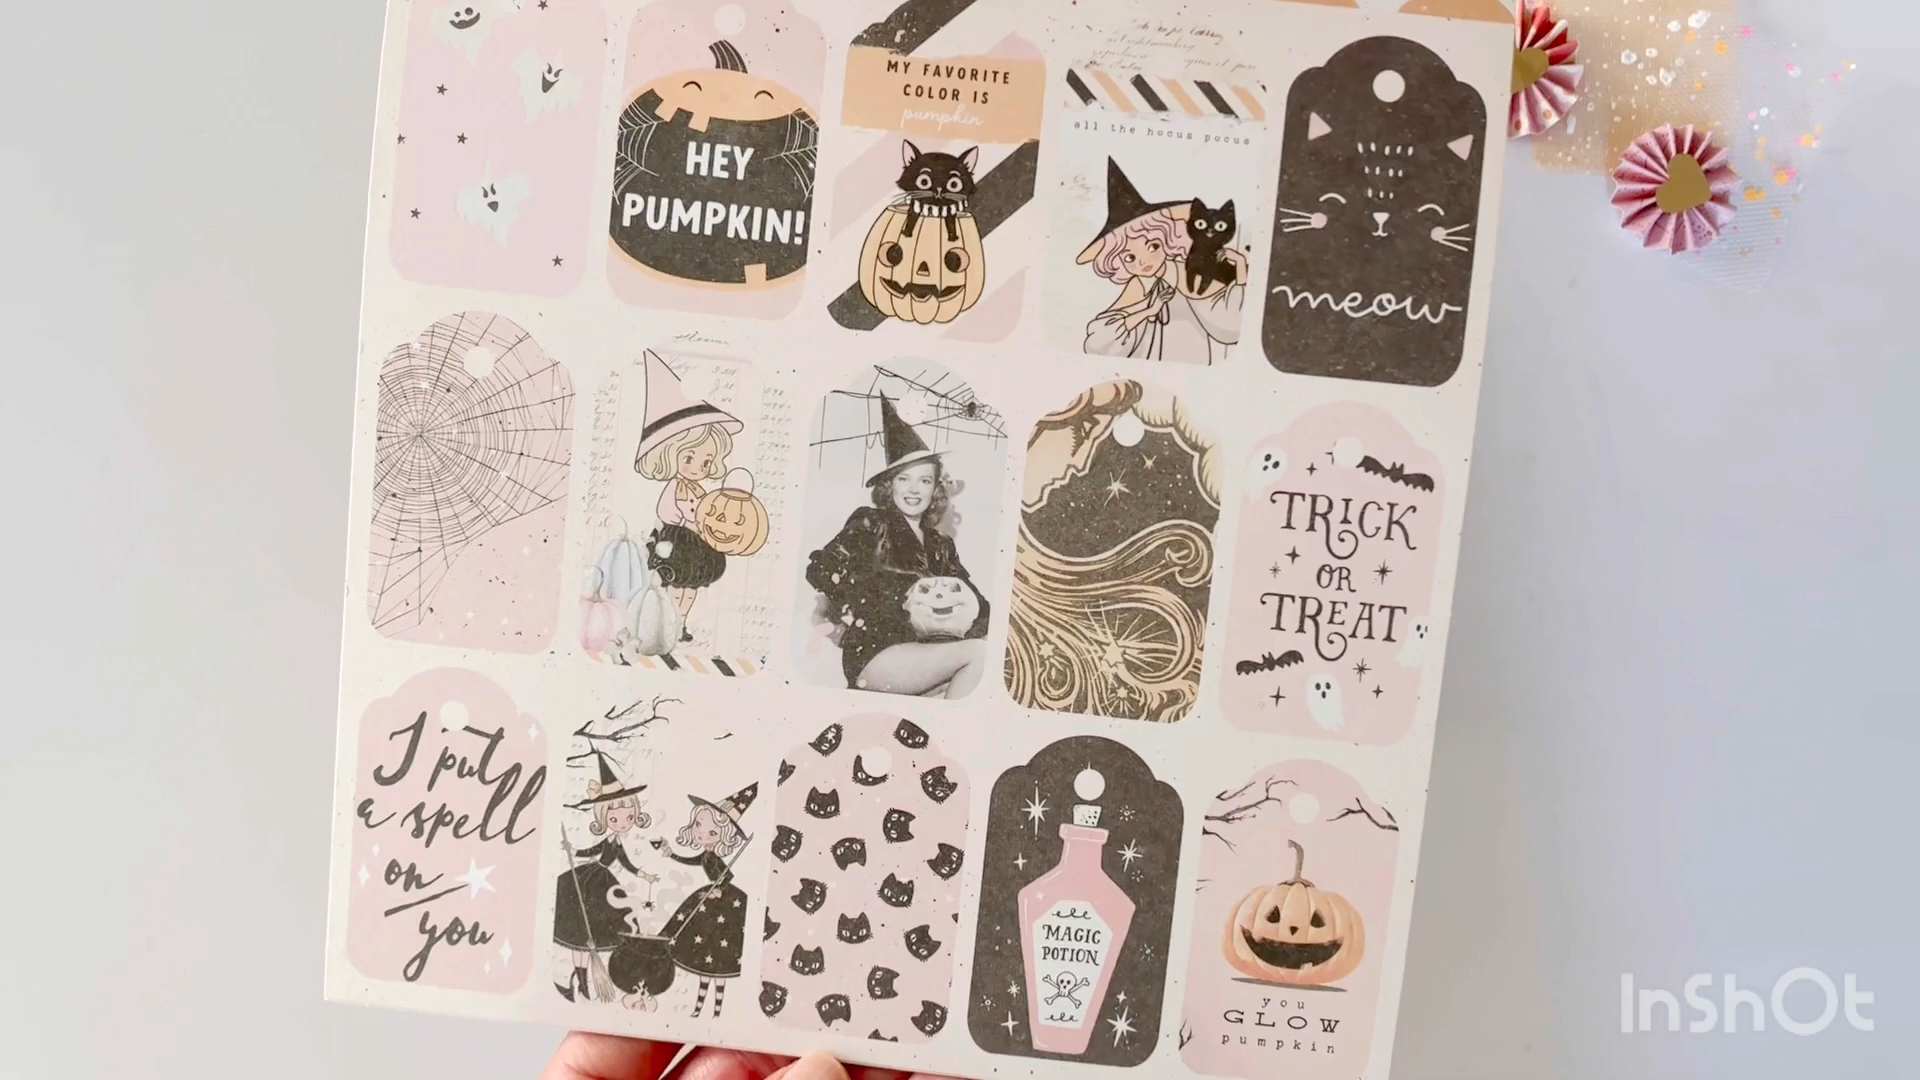 HEY
PUMPKIN!
MY FAVORITE
COLOR IS
pumpkin
all the hocus pocus
meow
TRICK
OR
TREAT
I put
a spell
on
you
MAGIC
POTION
you
GLOW
pumpkin
InShOt